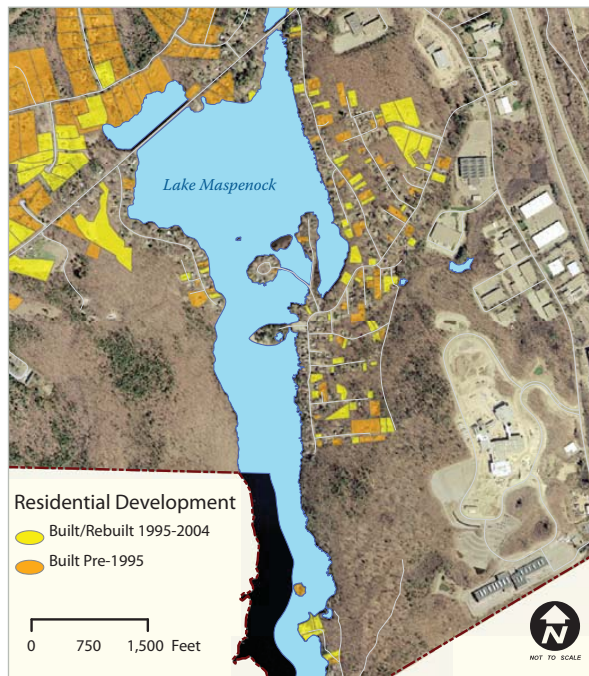 Lake Maspenock
Residential Development
Built/Rebuilt 1995-2004
Built Pre-1995
0 750 1,500 Feet
N
NOT TO SCALE